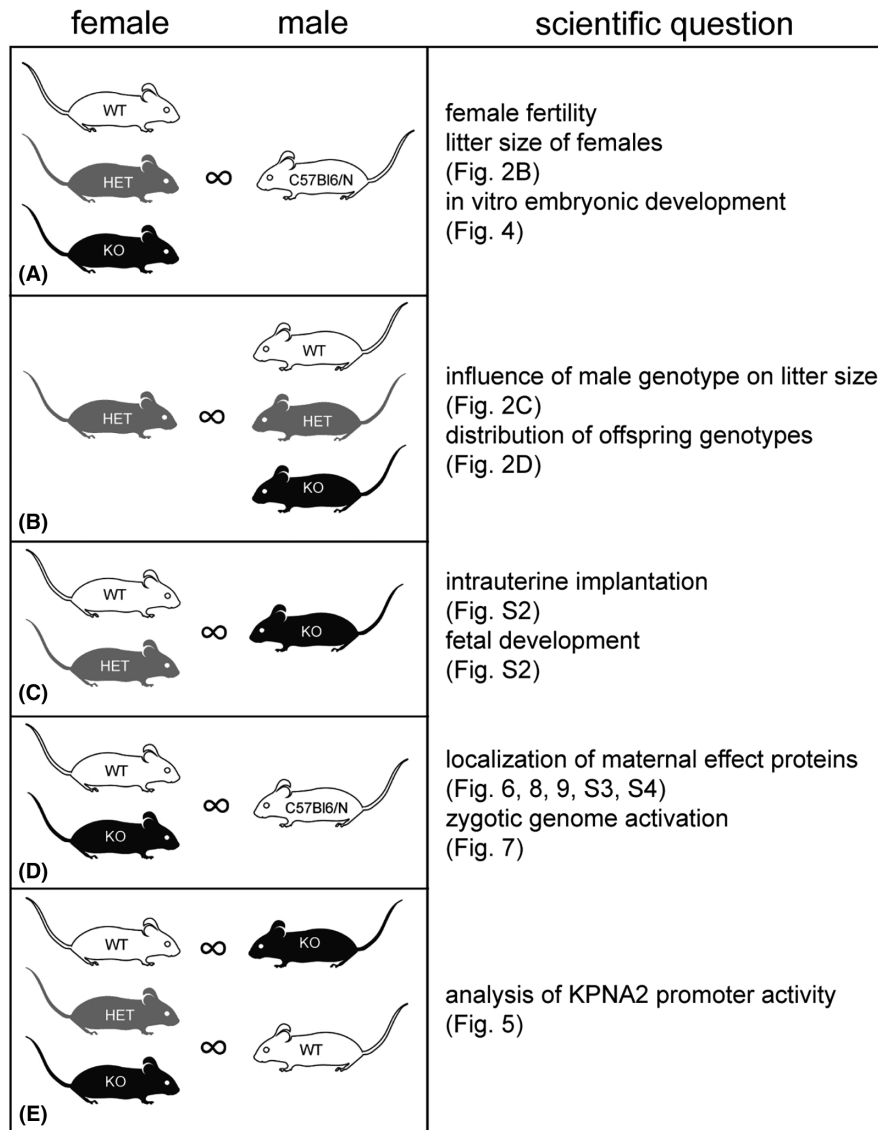 female male scientific question
WT
HET ∞ C57Bl6/N
KO
(A)
female fertility
litter size of females
(Fig. 2B)
in vitro embryonic development
(Fig. 4)
WT
HET ∞ HET
KO
(B)
influence of male genotype on litter size
(Fig. 2C)
distribution of offspring genotypes
(Fig. 2D)
WT
∞ KO
HET
(C)
intrauterine implantation
(Fig. S2)
fetal development
(Fig. S2)
WT
∞ C57Bl6/N
KO
(D)
localization of maternal effect proteins
(Fig. 6, 8, 9, S3, S4)
zygotic genome activation
(Fig. 7)
WT ∞ KO
HET
∞ WT
KO
(E)
analysis of KPNA2 promoter activity
(Fig. 5)